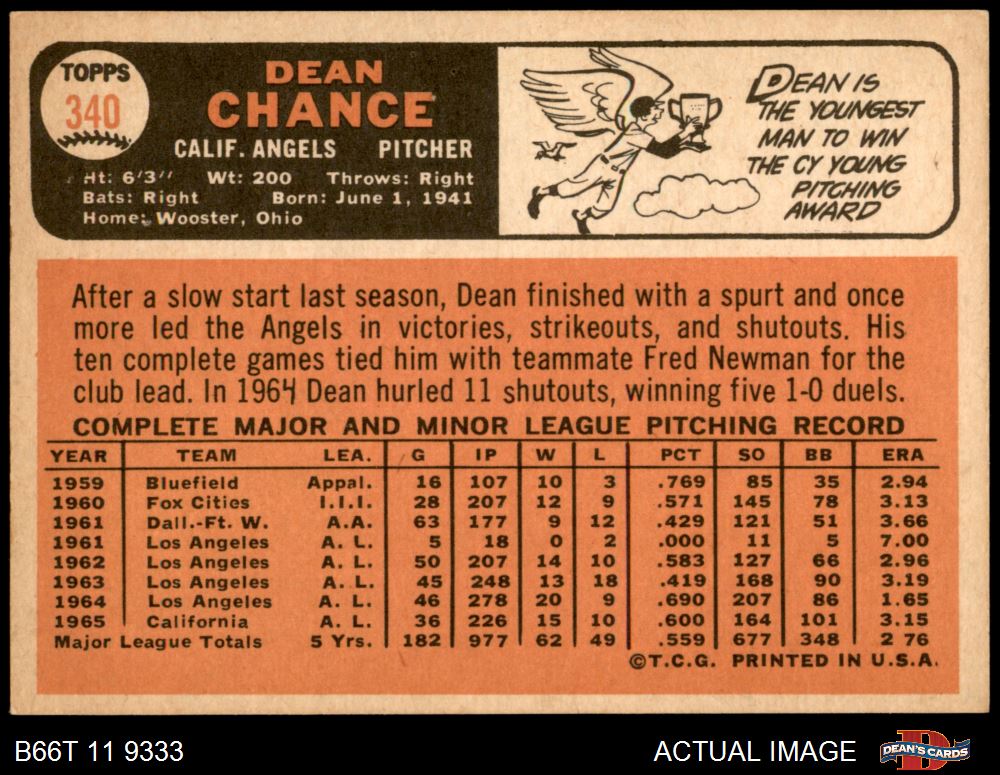 TOPPS
340
DEAN
CHANCE
CALIF. ANGELS PITCHER
Ht: 6'3" Wt: 200 Throws: Right
Bats: Right Born: June 1, 1941
Home: Wooster, Ohio
DEAN IS
THE YOUNGEST
MAN TO WIN
THE CY YOUNG
PITCHING
AWARD
After a slow start last season, Dean finished with a spurt and once
more led the Angels in victories, strikeouts, and shutouts. His
ten complete games tied him with teammate Fred Newman for the
club lead. In 1964 Dean hurled 11 shutouts, winning five 1-0 duels.
COMPLETE MAJOR AND MINOR LEAGUE PITCHING RECORD
YEAR TEAM LEA. G IP W L PCT SO BB ERA
1959 Bluefield Appal. 16 107 10 3 .769 85 35 2.94
1960 Fox Cities I.I.I. 28 207 12 9 .571 145 78 3.13
1961 Dall.-Ft. W. A.A. 63 177 9 12 .429 121 51 3.66
1961 Los Angeles A. L. 5 18 0 2 .000 11 5 7.00
1962 Los Angeles A. L. 50 207 14 10 .583 127 66 2.96
1963 Los Angeles A. L. 45 248 13 18 .419 168 90 3.19
1964 Los Angeles A. L. 46 278 20 9 .690 207 86 1.65
1965 California A. L. 36 226 15 10 .600 164 101 3.15
Major League Totals 5 Yrs. 182 977 62 49 .559 677 348 2 76
©T.C.G. PRINTED IN U.S.A.
B66T 11 9333 ACTUAL IMAGE DEAN'S CARDS